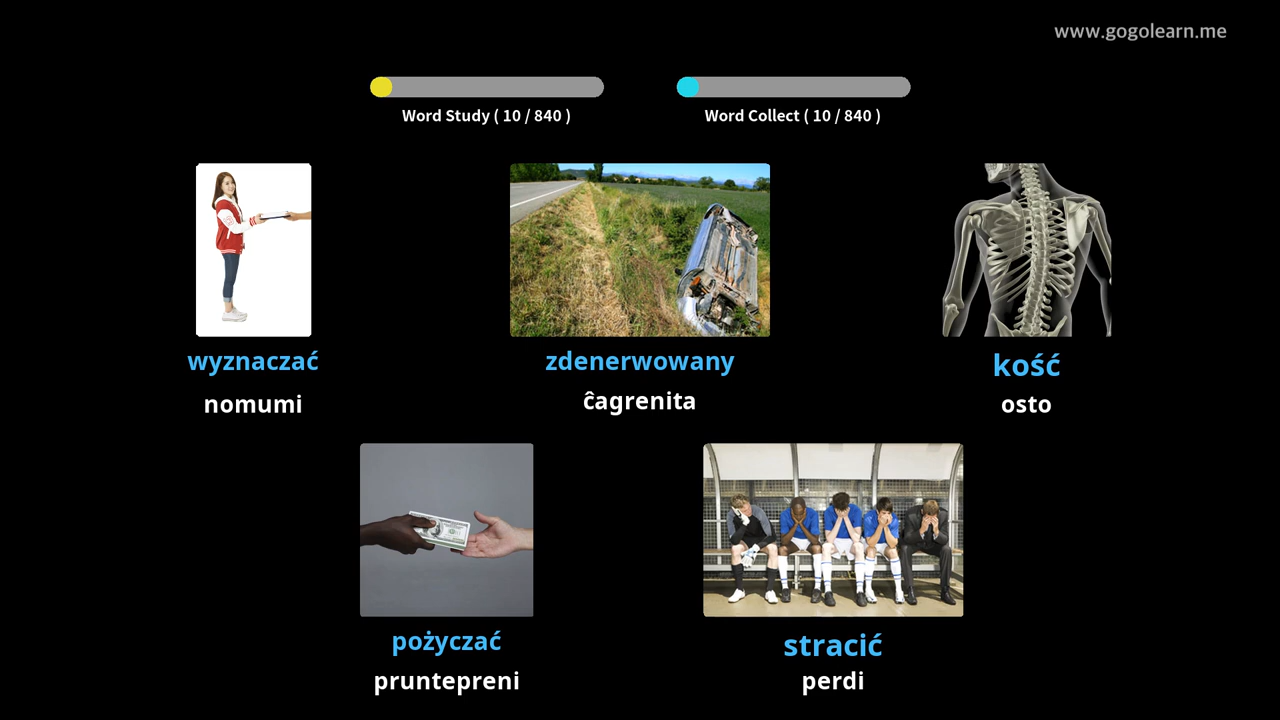 www.gogolearn.me
Word Study ( 10 / 840 )
Word Collect ( 10 / 840 )
wyznaczać
nomumi
zdenerwowany
ĉagrenita
kość
osto
pożyczać
pruntepreni
stracić
perdi